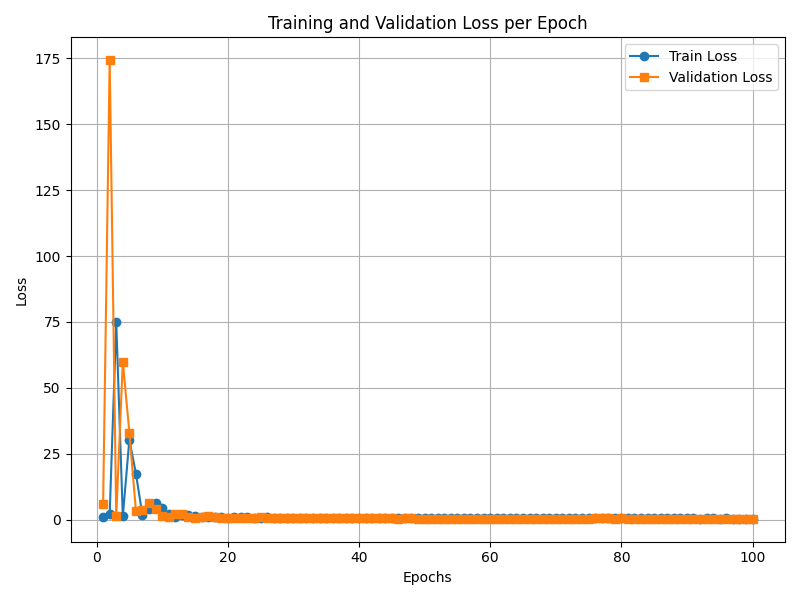 Training and Validation Loss per Epoch
Train Loss
Validation Loss
175
150
125
100
75
50
25
0
Loss
0 20 40 60 80 100
Epochs